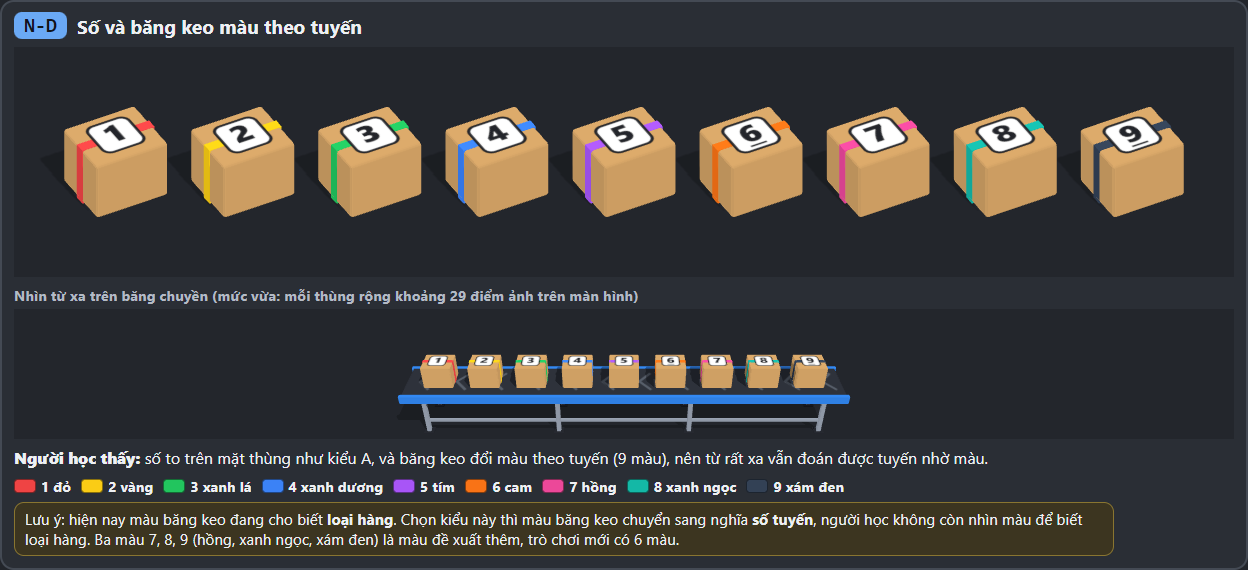 N-D Số và băng keo màu theo tuyến
1 2 3 4 5 6 7 8 9
Nhìn từ xa trên băng chuyền (mức vừa: mỗi thùng rộng khoảng 29 điểm ảnh trên màn hình)
1 2 3 4 5 6 7 8 9
Người học thấy: số to trên mặt thùng như kiểu A, và băng keo đổi màu theo tuyến (9 màu), nên từ rất xa vẫn đoán được tuyến nhờ màu.
1 đỏ 2 vàng 3 xanh lá 4 xanh dương 5 tím 6 cam 7 hồng 8 xanh ngọc 9 xám đen
Lưu ý: hiện nay màu băng keo đang cho biết loại hàng. Chọn kiểu này thì màu băng keo chuyển sang nghĩa số tuyến, người học không còn nhìn màu để biết
loại hàng. Ba màu 7, 8, 9 (hồng, xanh ngọc, xám đen) là màu đề xuất thêm, trò chơi mới có 6 màu.